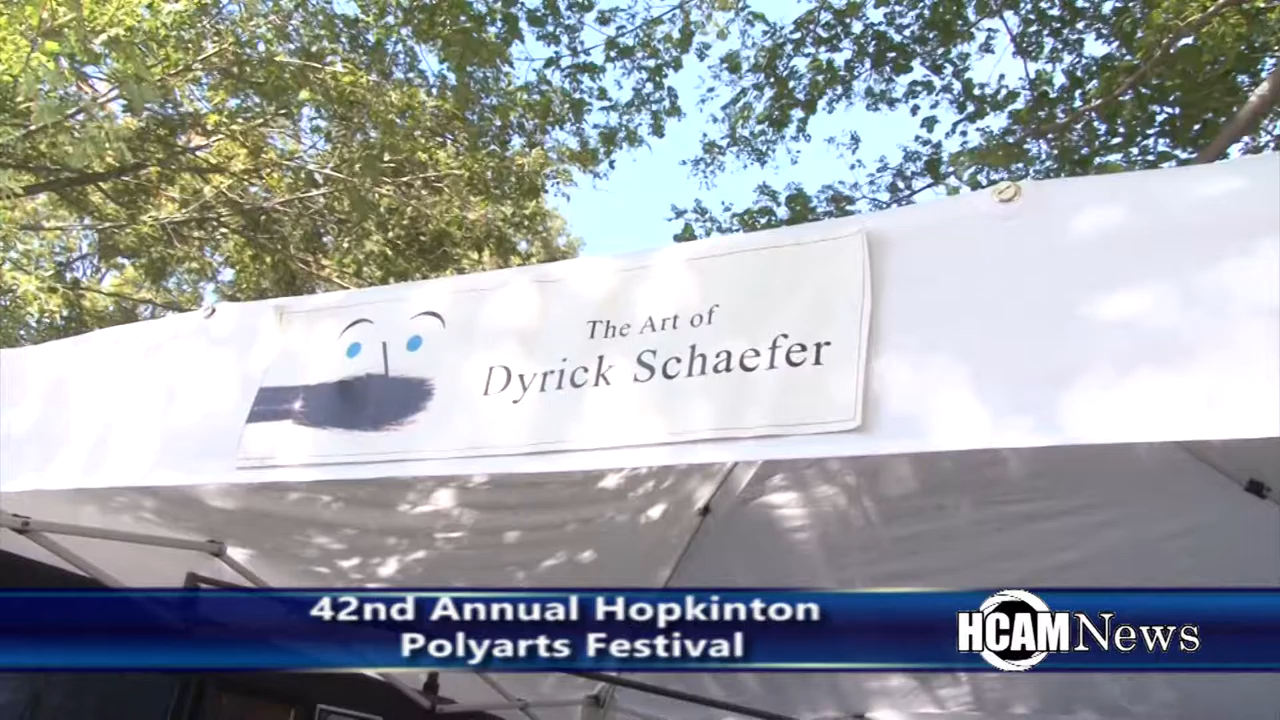 The Art of
Dyrick Schaefer
42nd Annual Hopkinton
Polyarts Festival
HCAM News